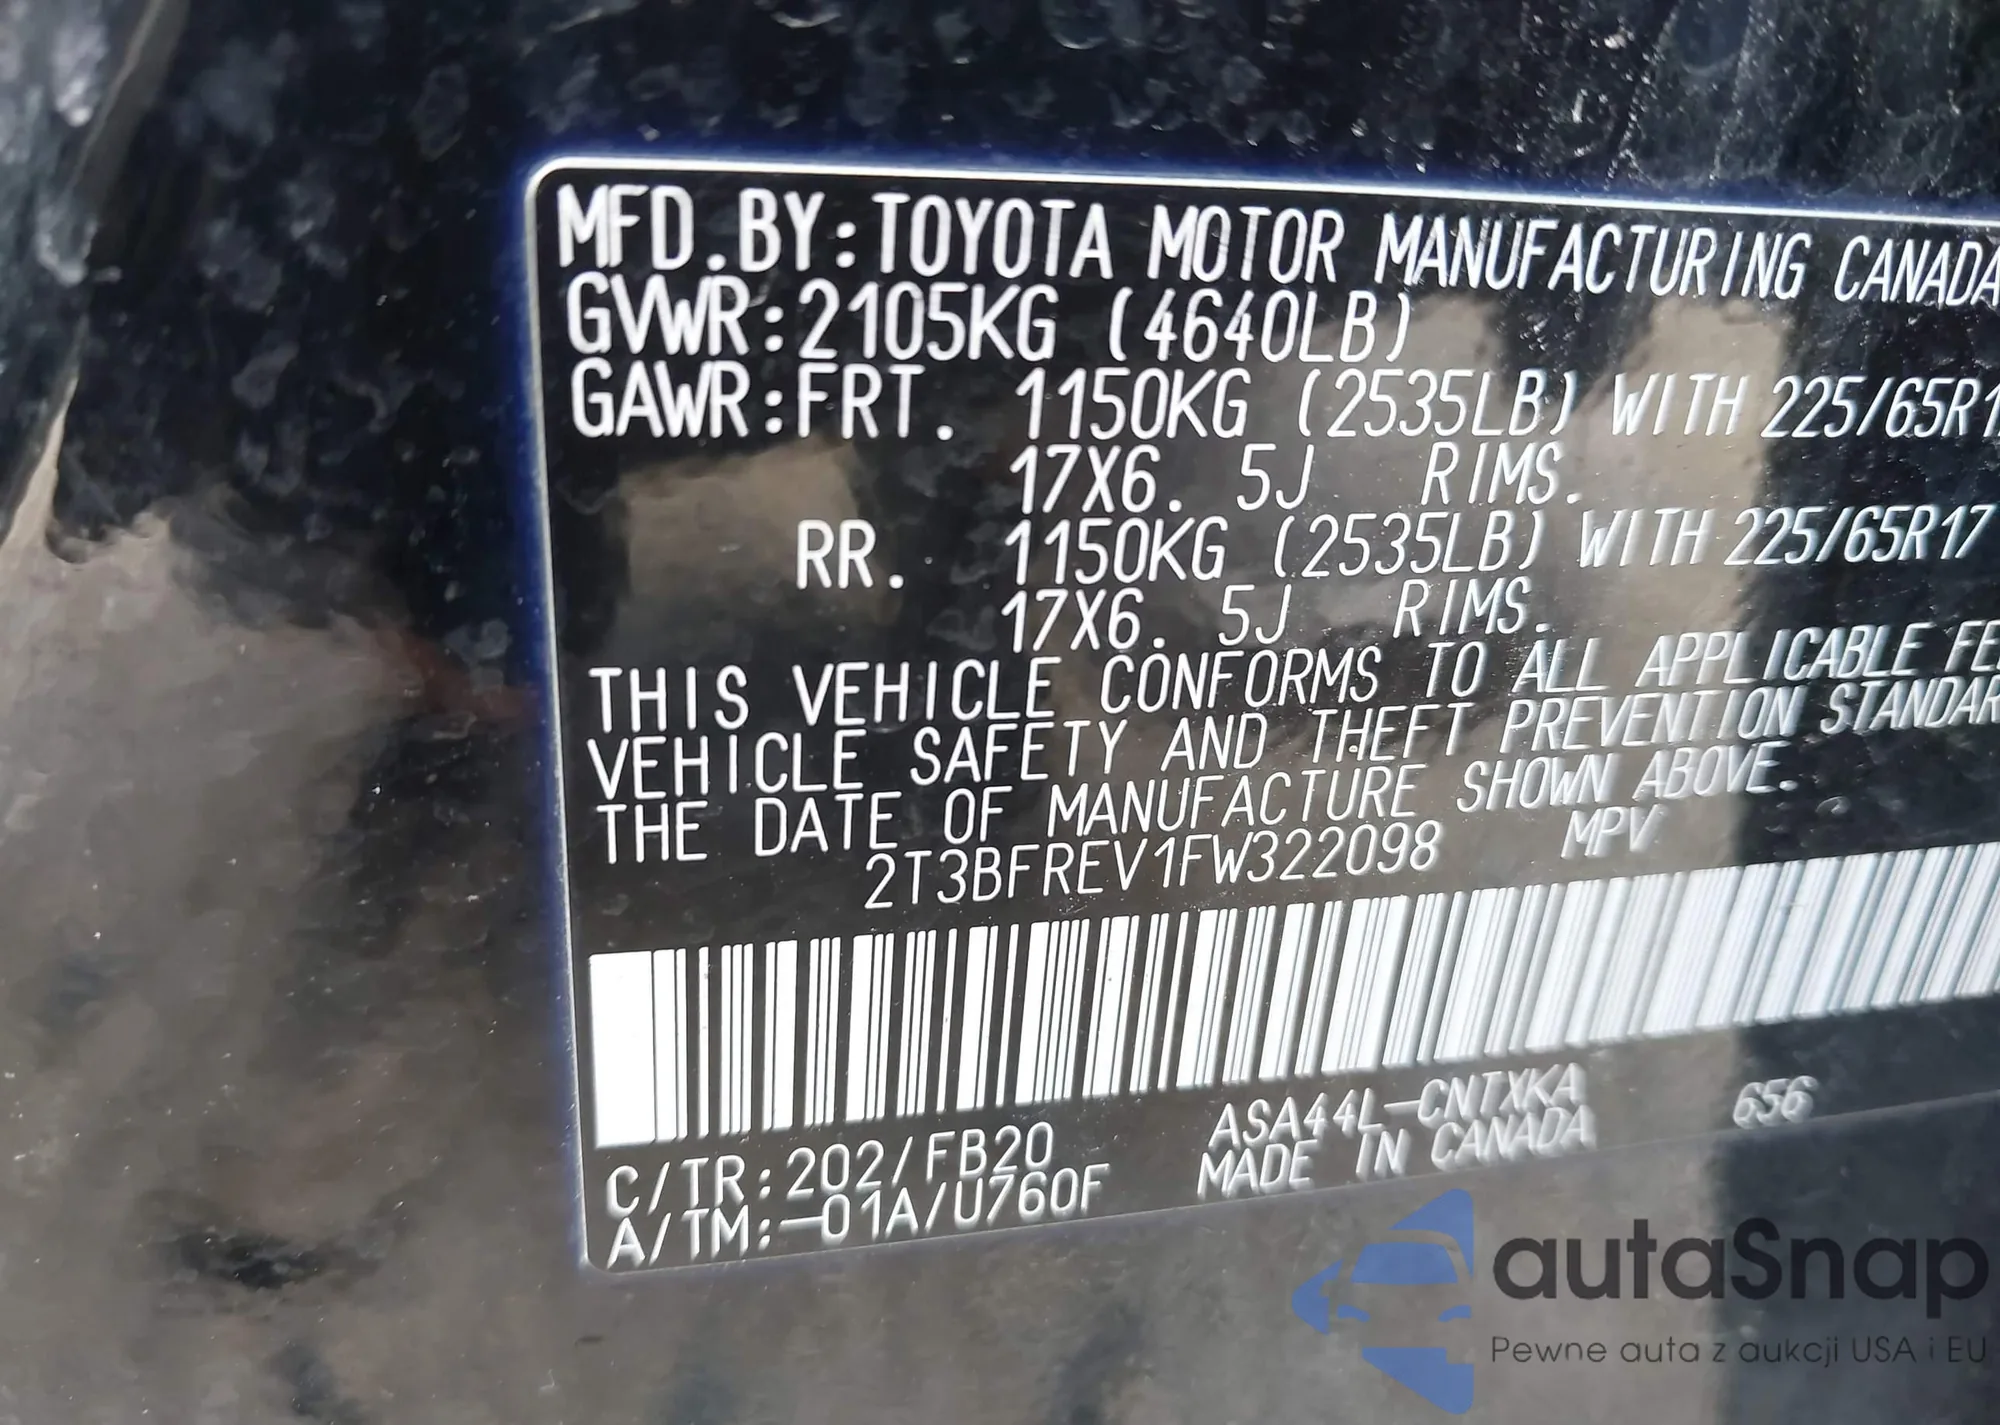 MFD.BY:TOYOTA MOTOR MANUFACTURING CANADA
GVWR:2105KG (4640LB)
GAWR:FRT. 1150KG (2535LB) WITH 225/65R1
17X6.5J RIMS.
RR. 1150KG (2535LB) WITH 225/65R17
17X6.5J RIMS.
THIS VEHICLE CONFORMS TO ALL APPLICABLE FE
VEHICLE SAFETY AND THEFT PREVENTION STANDAR
THE DATE OF MANUFACTURE SHOWN ABOVE.
2T3BFREV1FW322098 MPV
ASA44L-CNTXKA 656
C/TR:202/FB20 MADE IN CANADA
A/TM:-01A/U760F
autaSnap
Pewne auta z aukcji USA i EU